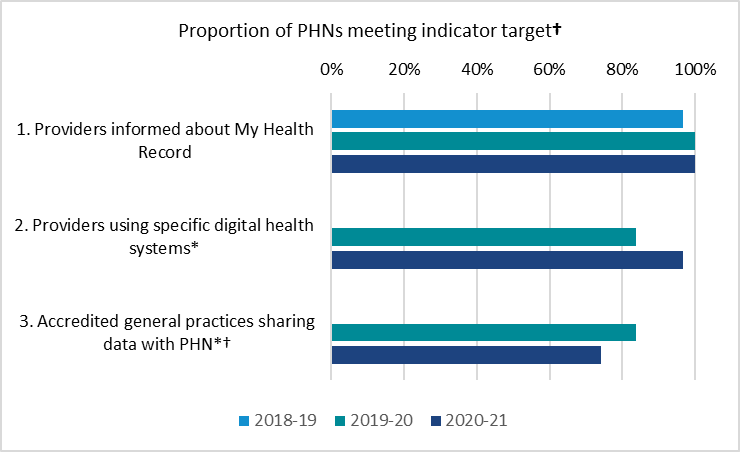 Proportion of PHNs meeting indicator target†
0% 20% 40% 60% 80% 100%
1. Providers informed about My Health
Record
2. Providers using specific digital health
systems*
3. Accredited general practices sharing
data with PHN*†
2018-19 2019-20 2020-21